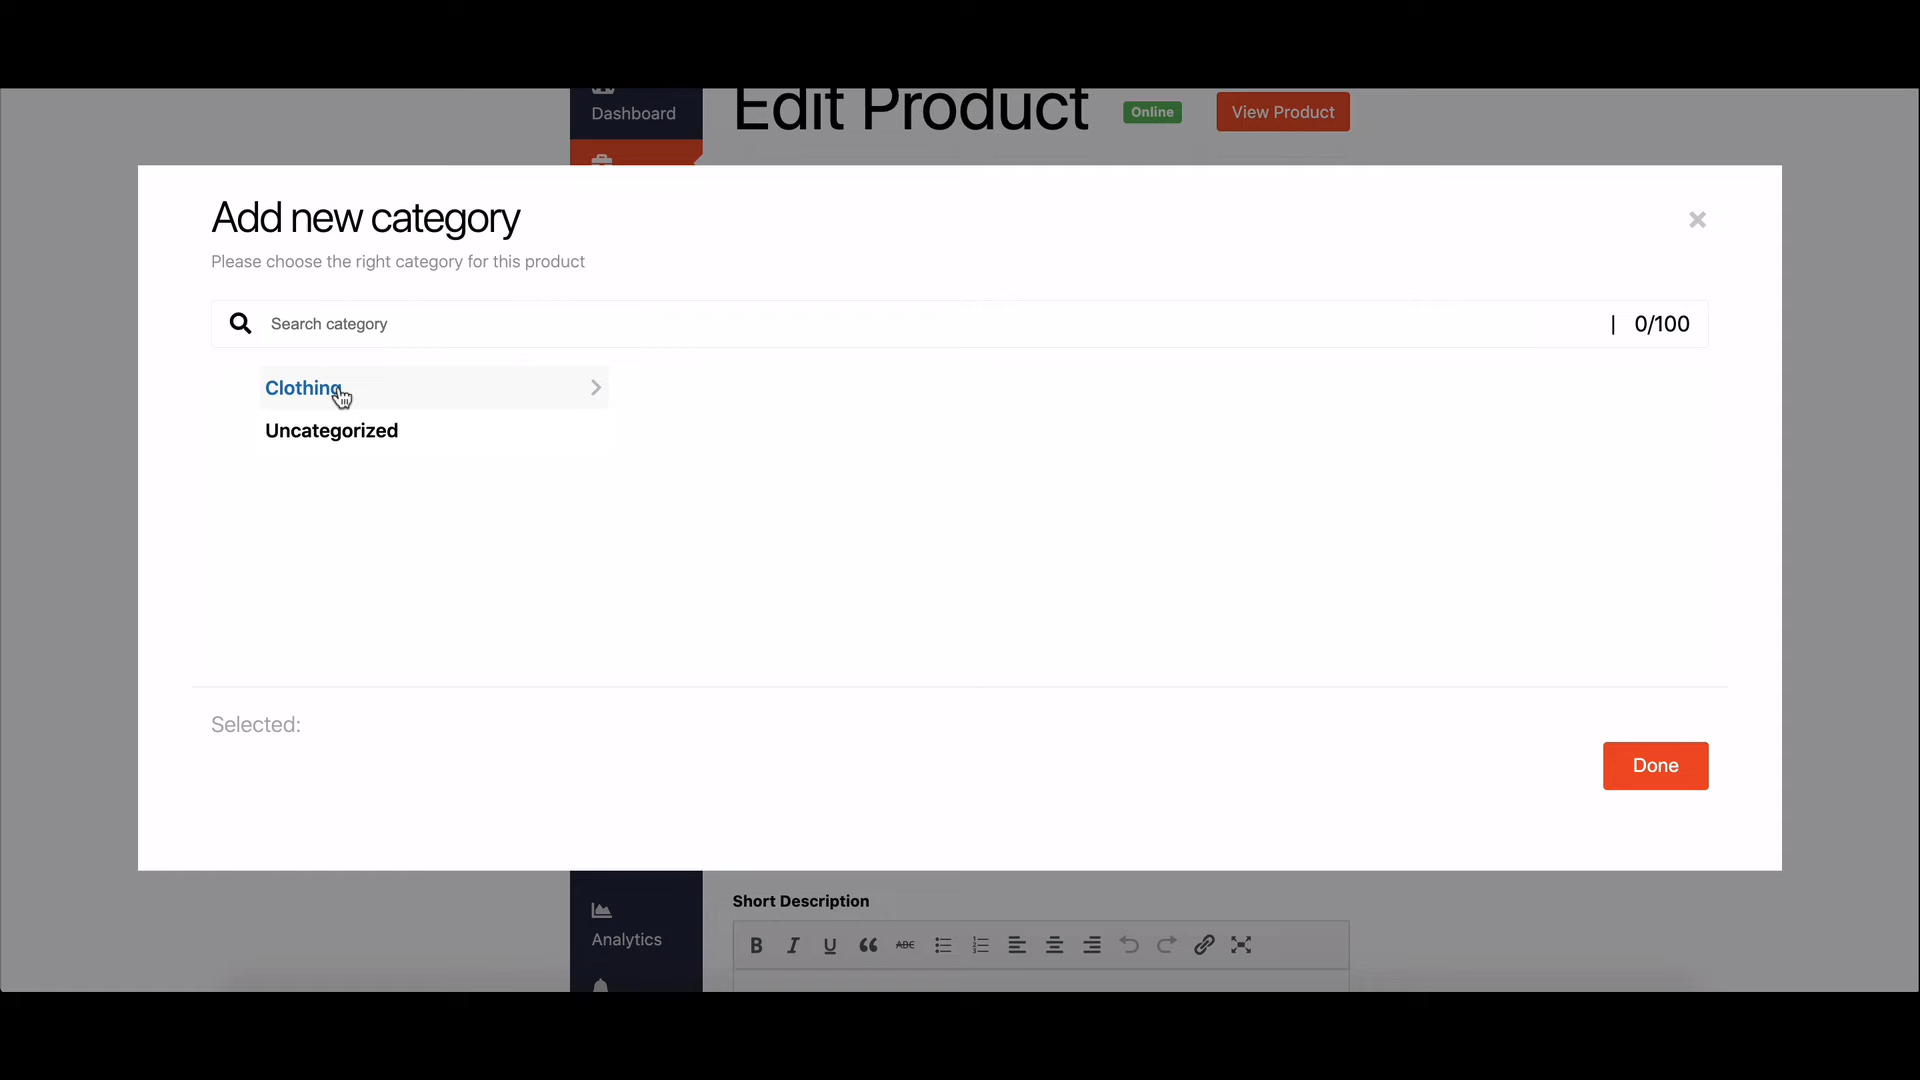 Dashboard
Edit Product
Online
View Product
Add new category
Please choose the right category for this product
Search category
| 0/100
Clothing
Uncategorized
Selected:
Done
Analytics
Short Description
B I U ABC